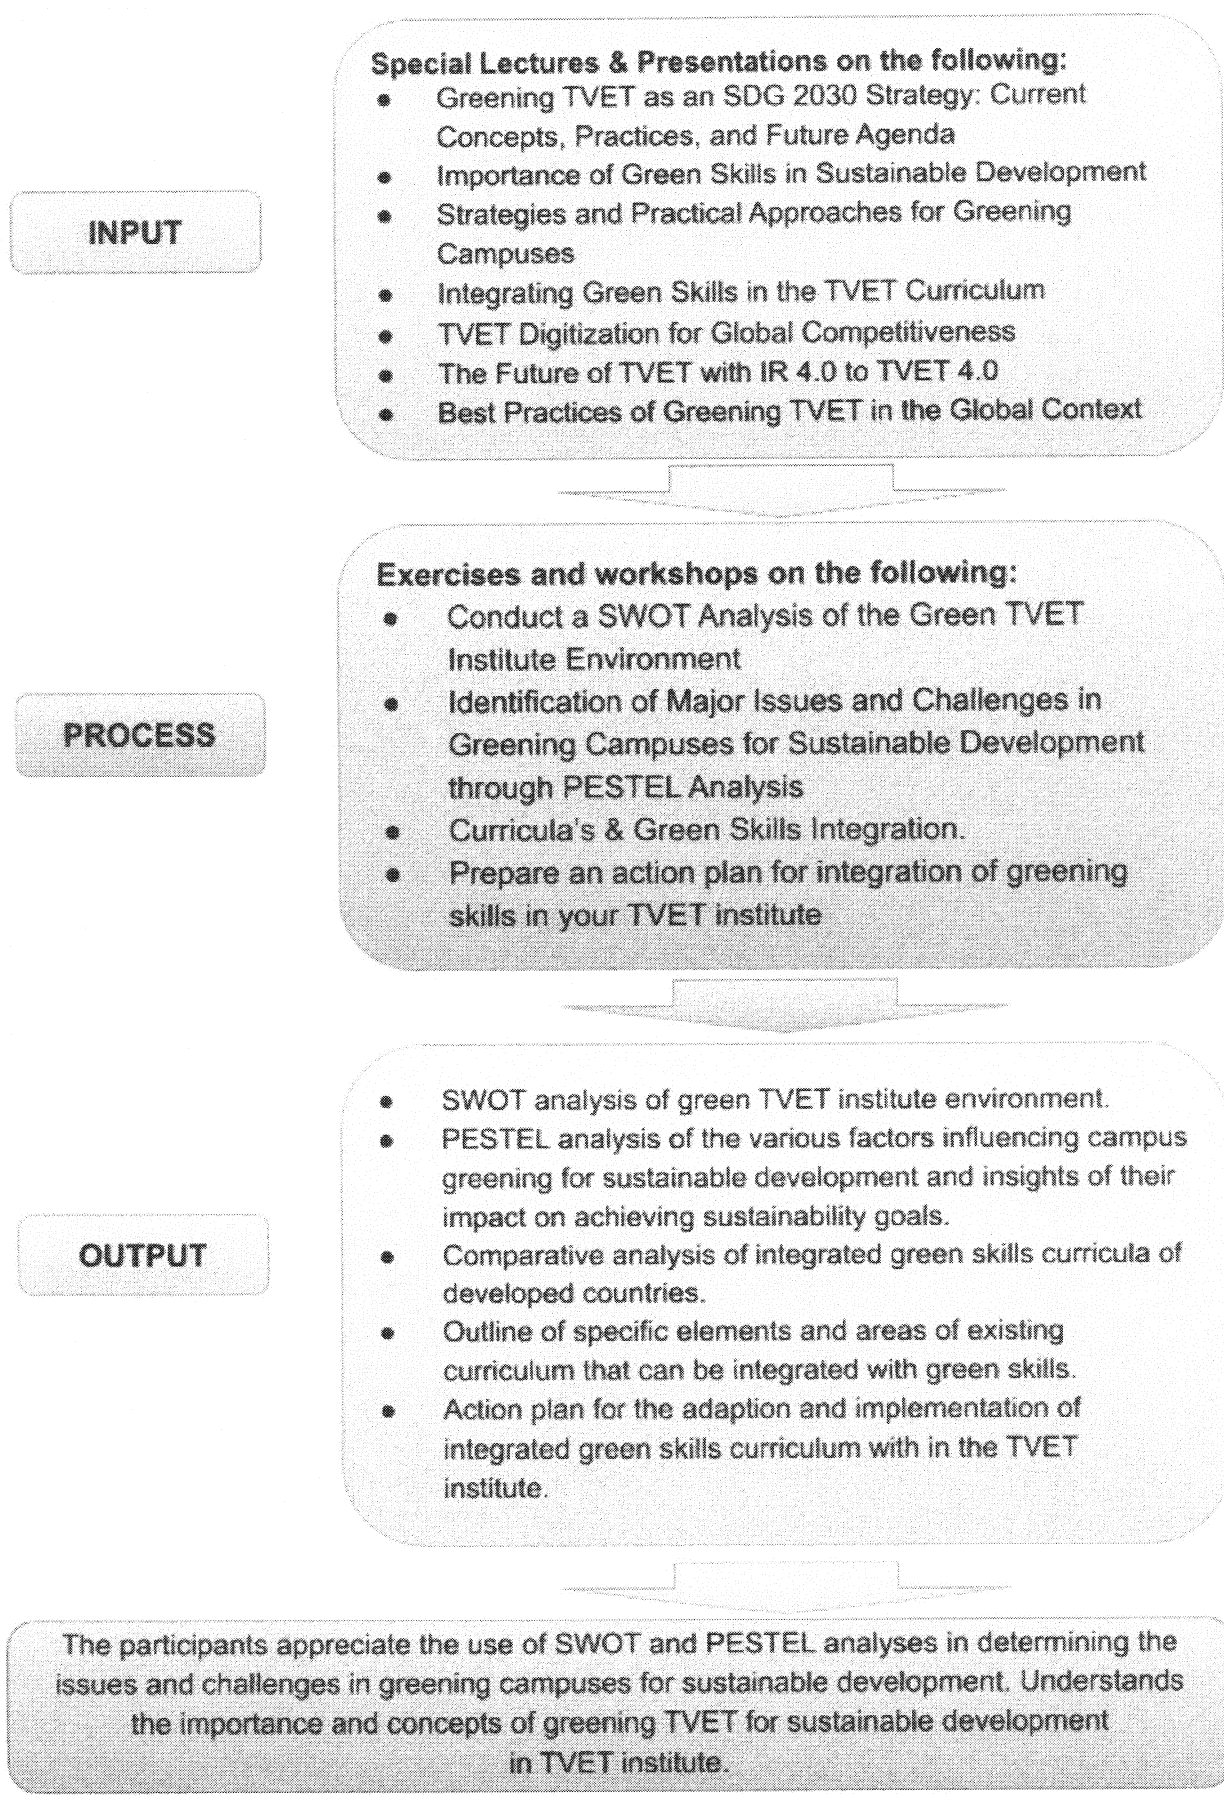 Special Lectures & Presentations on the following:
● Greening TVET as an SDG 2030 Strategy: Current
Concepts, Practices, and Future Agenda
● Importance of Green Skills in Sustainable Development
● Strategies and Practical Approaches for Greening
Campuses
● Integrating Green Skills in the TVET Curriculum
● TVET Digitization for Global Competitiveness
● The Future of TVET with IR 4.0 to TVET 4.0
● Best Practices of Greening TVET in the Global Context
INPUT
Exercises and workshops on the following:
● Conduct a SWOT Analysis of the Green TVET
Institute Environment
● Identification of Major Issues and Challenges in
Greening Campuses for Sustainable Development
through PESTEL Analysis
● Curricula's & Green Skills Integration.
● Prepare an action plan for integration of greening
skills in your TVET institute
PROCESS
● SWOT analysis of green TVET institute environment.
● PESTEL analysis of the various factors influencing campus
greening for sustainable development and insights of their
impact on achieving sustainability goals.
● Comparative analysis of integrated green skills curricula of
developed countries.
● Outline of specific elements and areas of existing
curriculum that can be integrated with green skills.
● Action plan for the adaption and implementation of
integrated green skills curriculum with in the TVET
institute.
OUTPUT
The participants appreciate the use of SWOT and PESTEL analyses in determining the
issues and challenges in greening campuses for sustainable development. Understands
the importance and concepts of greening TVET for sustainable development
in TVET institute.